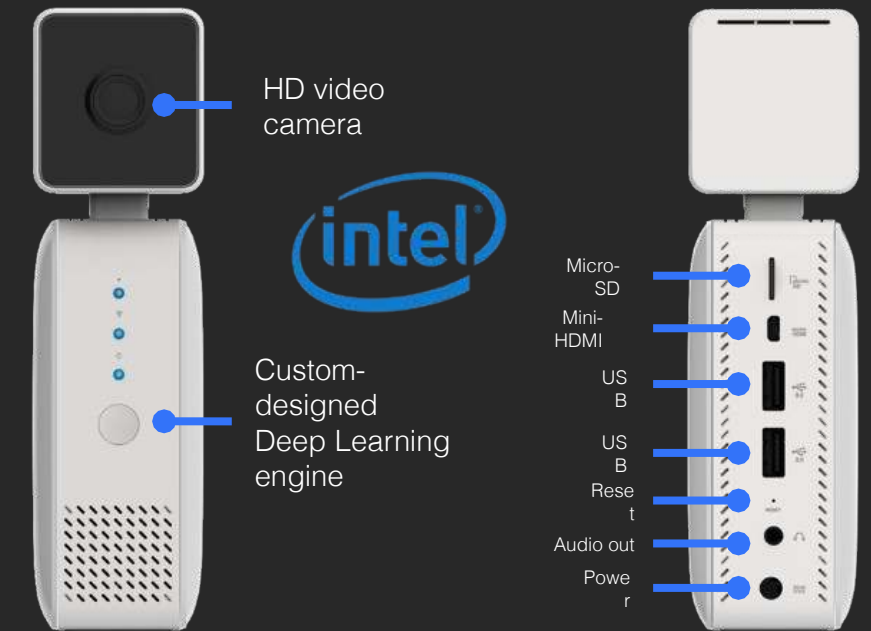 HD video
camera
intel
Custom-
designed
Deep Learning
engine
Micro-
SD
Mini-
HDMI
US
B
US
B
Rese
t
Audio out
Powe
r